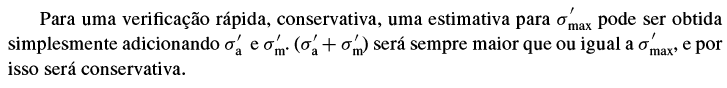 Para uma verificação rápida, conservativa, uma estimativa para σ′max pode ser obtida
simplesmente adicionando σ′a e σ′m. (σ′a + σ′m) será sempre maior que ou igual a σ′max, e por
isso será conservativa.